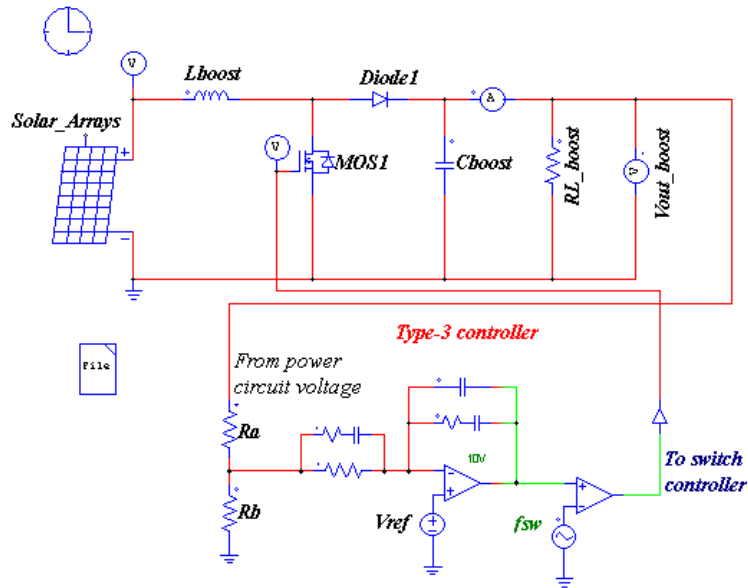 V
Lboost
Diode1
A
Solar_Arrays
V
MOS1
Cboost
RL_boost
V
Vout_boost
+
−
Type-3 controller
File
From power
circuit voltage
Ra
10V
To switch
controller
Rb
Vref
fsw